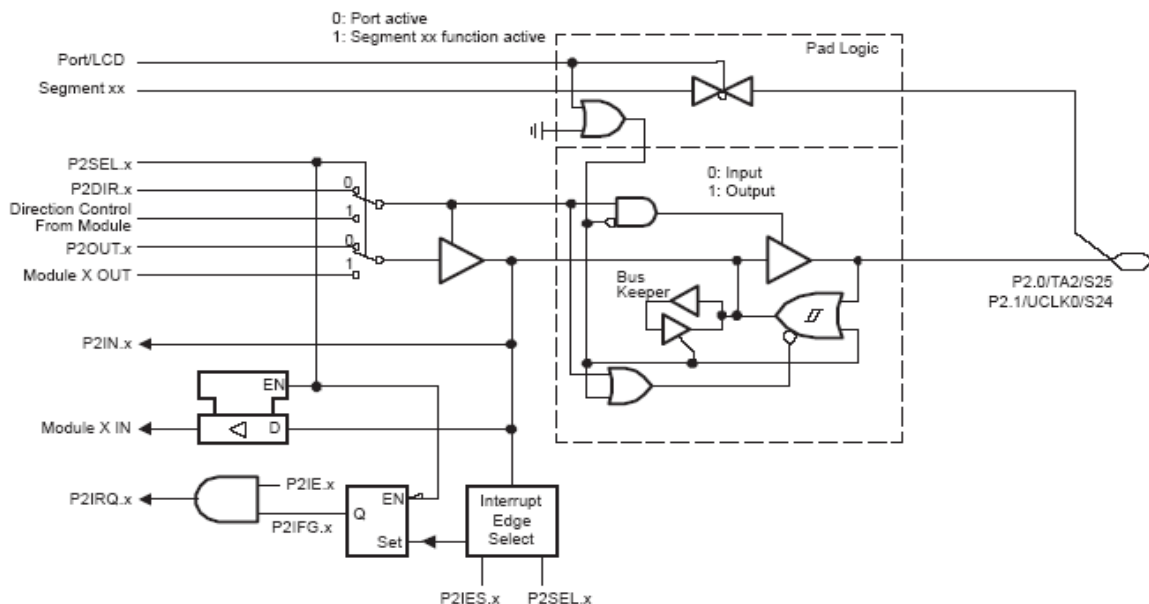 0: Port active
1: Segment xx function active
Pad Logic
Port/LCD
Segment xx
P2SEL.x
0: Input
1: Output
P2DIR.x
0
Direction Control
From Module
1
P2OUT.x
0
Module X OUT
1
Bus
Keeper
P2.0/TA2/S25
P2.1/UCLK0/S24
P2IN.x
EN
Module X IN
D
P2IE.x
P2IRQ.x
P2IFG.x
EN
Q
Set
Interrupt
Edge
Select
P2IES.x
P2SEL.x